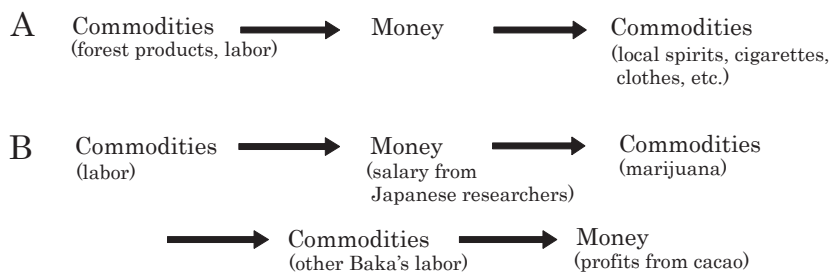 A Commodities Money Commodities
(forest products, labor) (local spirits, cigarettes,
clothes, etc.)
B Commodities Money Commodities
(labor) (salary from (marijuana)
Japanese researchers)
Commodities Money
(other Baka's labor) (profits from cacao)